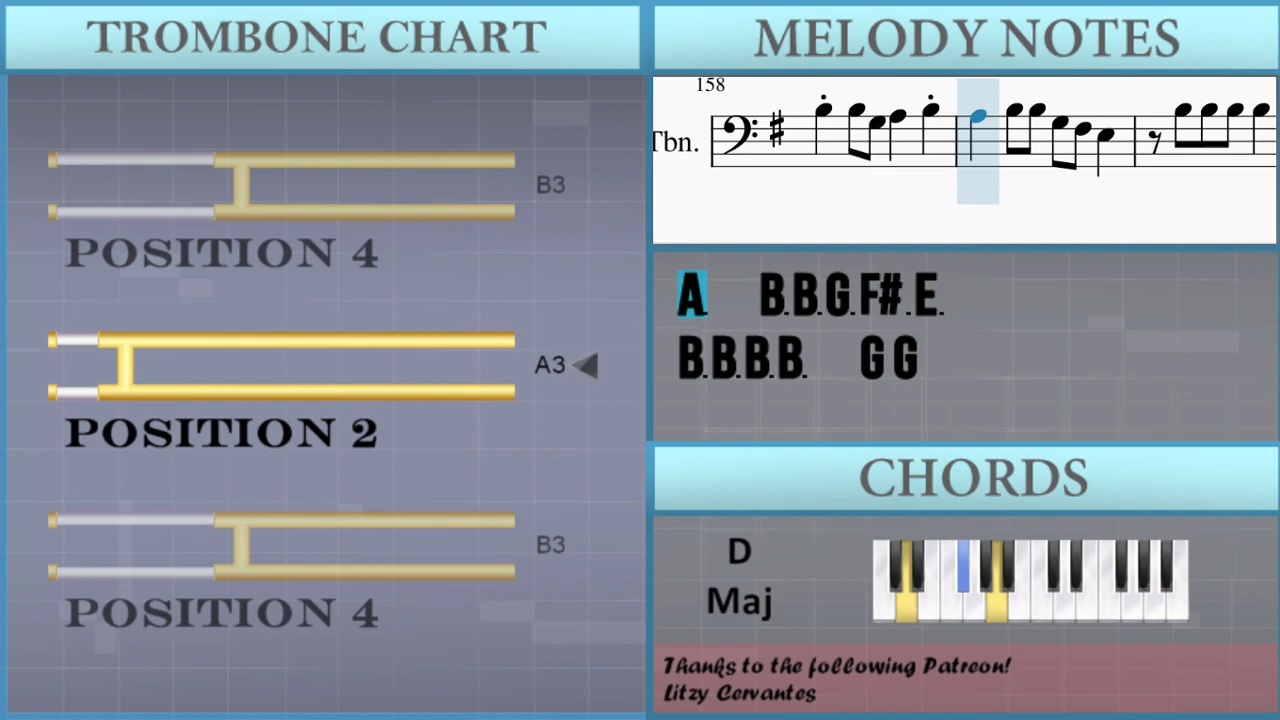 TROMBONE CHART
B3
POSITION 4
A3
POSITION 2
B3
POSITION 4
MELODY NOTES
158
Tbn.
A. B.B.G.F#.E.
B.B.B.B. G G
CHORDS
D
Maj
Thanks to the following Patreon!
Litzy Cervantes